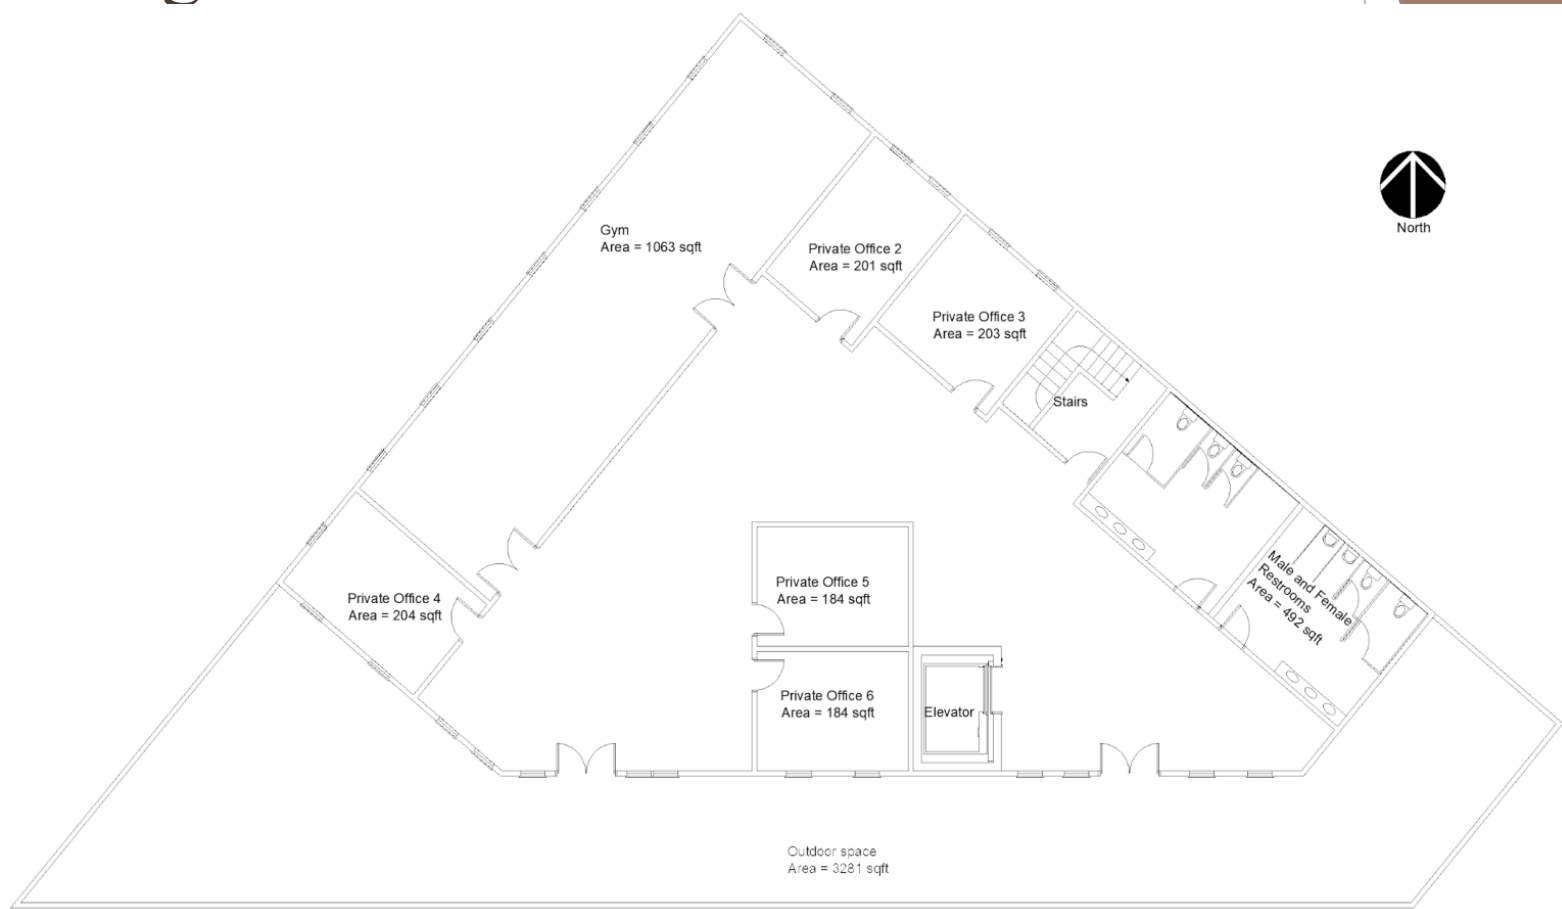 North
Gym
Area = 1063 sqft
Private Office 2
Area = 201 sqft
Private Office 3
Area = 203 sqft
Stairs
Male and Female
Restrooms
Area = 492 sqft
Private Office 4
Area = 204 sqft
Private Office 5
Area = 184 sqft
Private Office 6
Area = 184 sqft
Elevator
Outdoor space
Area = 3281 sqft